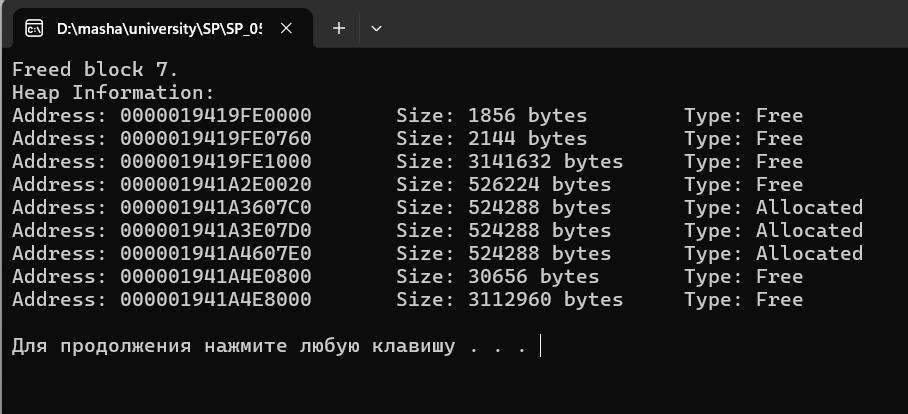 D:\masha\university\SP\SP_05
Freed block 7.
Heap Information:
Address: 0000019419FE0000 Size: 1856 bytes Type: Free
Address: 0000019419FE0760 Size: 2144 bytes Type: Free
Address: 0000019419FE1000 Size: 3141632 bytes Type: Free
Address: 000001941A2E0020 Size: 526224 bytes Type: Free
Address: 000001941A3607C0 Size: 524288 bytes Type: Allocated
Address: 000001941A3E07D0 Size: 524288 bytes Type: Allocated
Address: 000001941A4607E0 Size: 524288 bytes Type: Allocated
Address: 000001941A4E0800 Size: 30656 bytes Type: Free
Address: 000001941A4E8000 Size: 3112960 bytes Type: Free
Для продолжения нажмите любую клавишу . . .